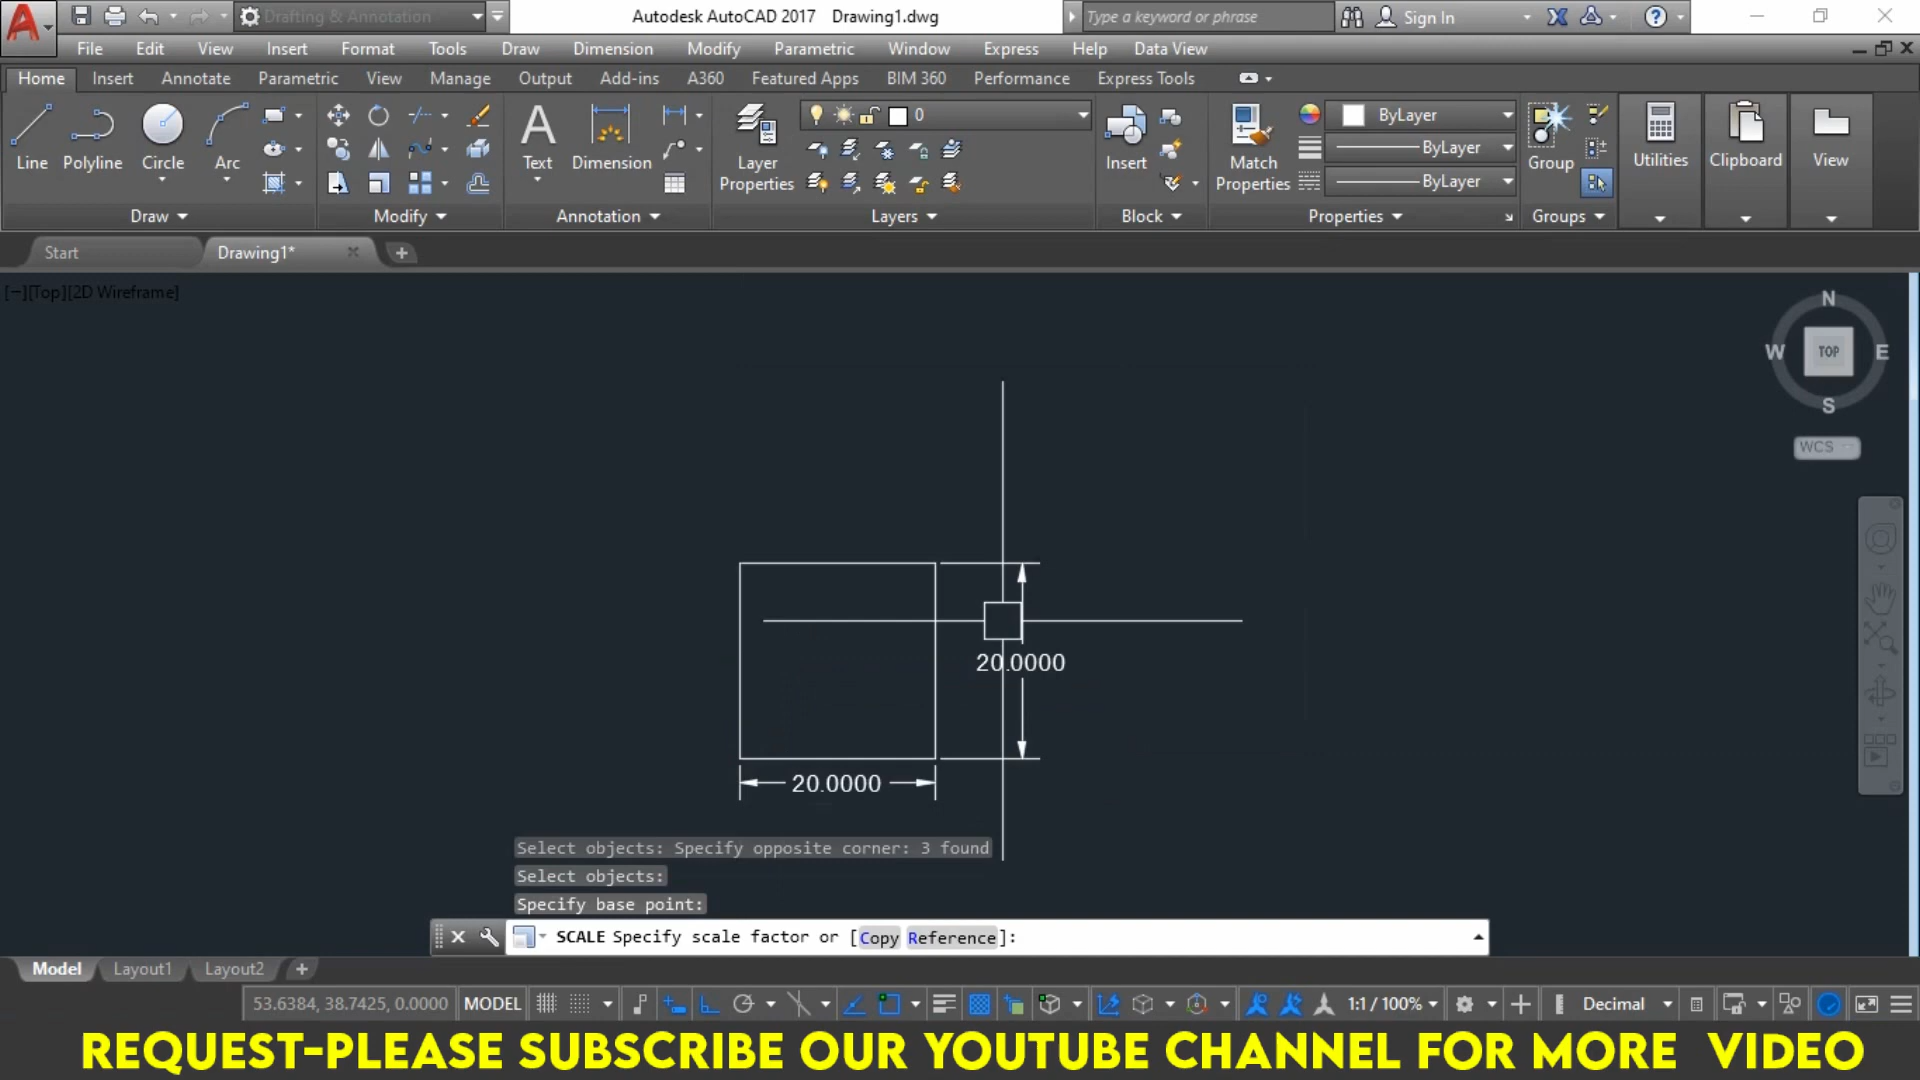 Drafting & Annotation
Autodesk AutoCAD 2017 Drawing1.dwg
Type a keyword or phrase
Sign In
File Edit View Insert Format Tools Draw Dimension Modify Parametric Window Express Help Data View
Home Insert Annotate Parametric View Manage Output Add-ins A360 Featured Apps BIM 360 Performance Express Tools
0
ByLayer
ByLayer
ByLayer
Line Polyline Circle Arc
Text Dimension
Layer Properties
Insert
Match Properties
Group
Utilities
Clipboard
View
Draw Modify Annotation Layers Block Properties Groups
Start Drawing1*
[−][Top][2D Wireframe]
N
W TOP E
S
WCS
20.0000
20.0000
Select objects: Specify opposite corner: 3 found
Select objects:
Specify base point:
SCALE Specify scale factor or [Copy Reference]:
Model Layout1 Layout2
53.6384, 38.7425, 0.0000 MODEL 1:1 / 100% Decimal
REQUEST-PLEASE SUBSCRIBE OUR YOUTUBE CHANNEL FOR MORE VIDEO